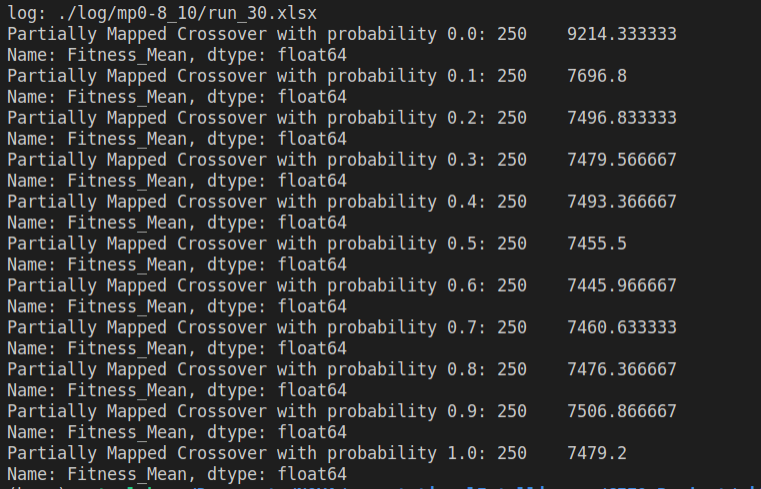 log: ./log/mp0-8_10/run_30.xlsx
Partially Mapped Crossover with probability 0.0: 250    9214.333333
Name: Fitness_Mean, dtype: float64
Partially Mapped Crossover with probability 0.1: 250    7696.8
Name: Fitness_Mean, dtype: float64
Partially Mapped Crossover with probability 0.2: 250    7496.833333
Name: Fitness_Mean, dtype: float64
Partially Mapped Crossover with probability 0.3: 250    7479.566667
Name: Fitness_Mean, dtype: float64
Partially Mapped Crossover with probability 0.4: 250    7493.366667
Name: Fitness_Mean, dtype: float64
Partially Mapped Crossover with probability 0.5: 250    7455.5
Name: Fitness_Mean, dtype: float64
Partially Mapped Crossover with probability 0.6: 250    7445.966667
Name: Fitness_Mean, dtype: float64
Partially Mapped Crossover with probability 0.7: 250    7460.633333
Name: Fitness_Mean, dtype: float64
Partially Mapped Crossover with probability 0.8: 250    7476.366667
Name: Fitness_Mean, dtype: float64
Partially Mapped Crossover with probability 0.9: 250    7506.866667
Name: Fitness_Mean, dtype: float64
Partially Mapped Crossover with probability 1.0: 250    7479.2
Name: Fitness_Mean, dtype: float64